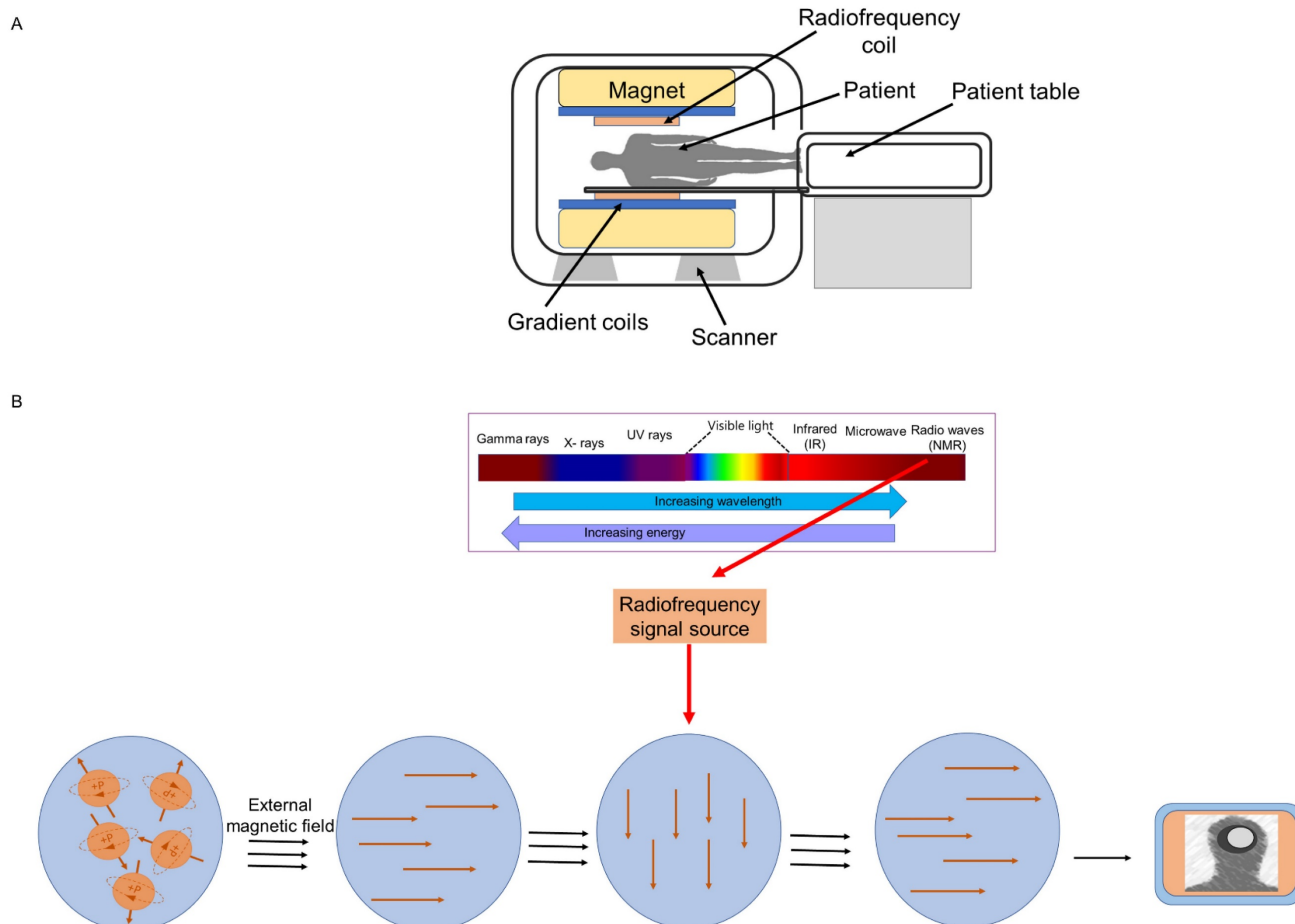 A
Radiofrequency
coil
Magnet
Patient
Patient table
Gradient coils
Scanner
B
Gamma rays
X- rays
UV rays
Visible light
Infrared
(IR)
Microwave
Radio waves
(NMR)
Increasing wavelength
Increasing energy
Radiofrequency
signal source
+P
+P
+P
+P
+P
External
magnetic field